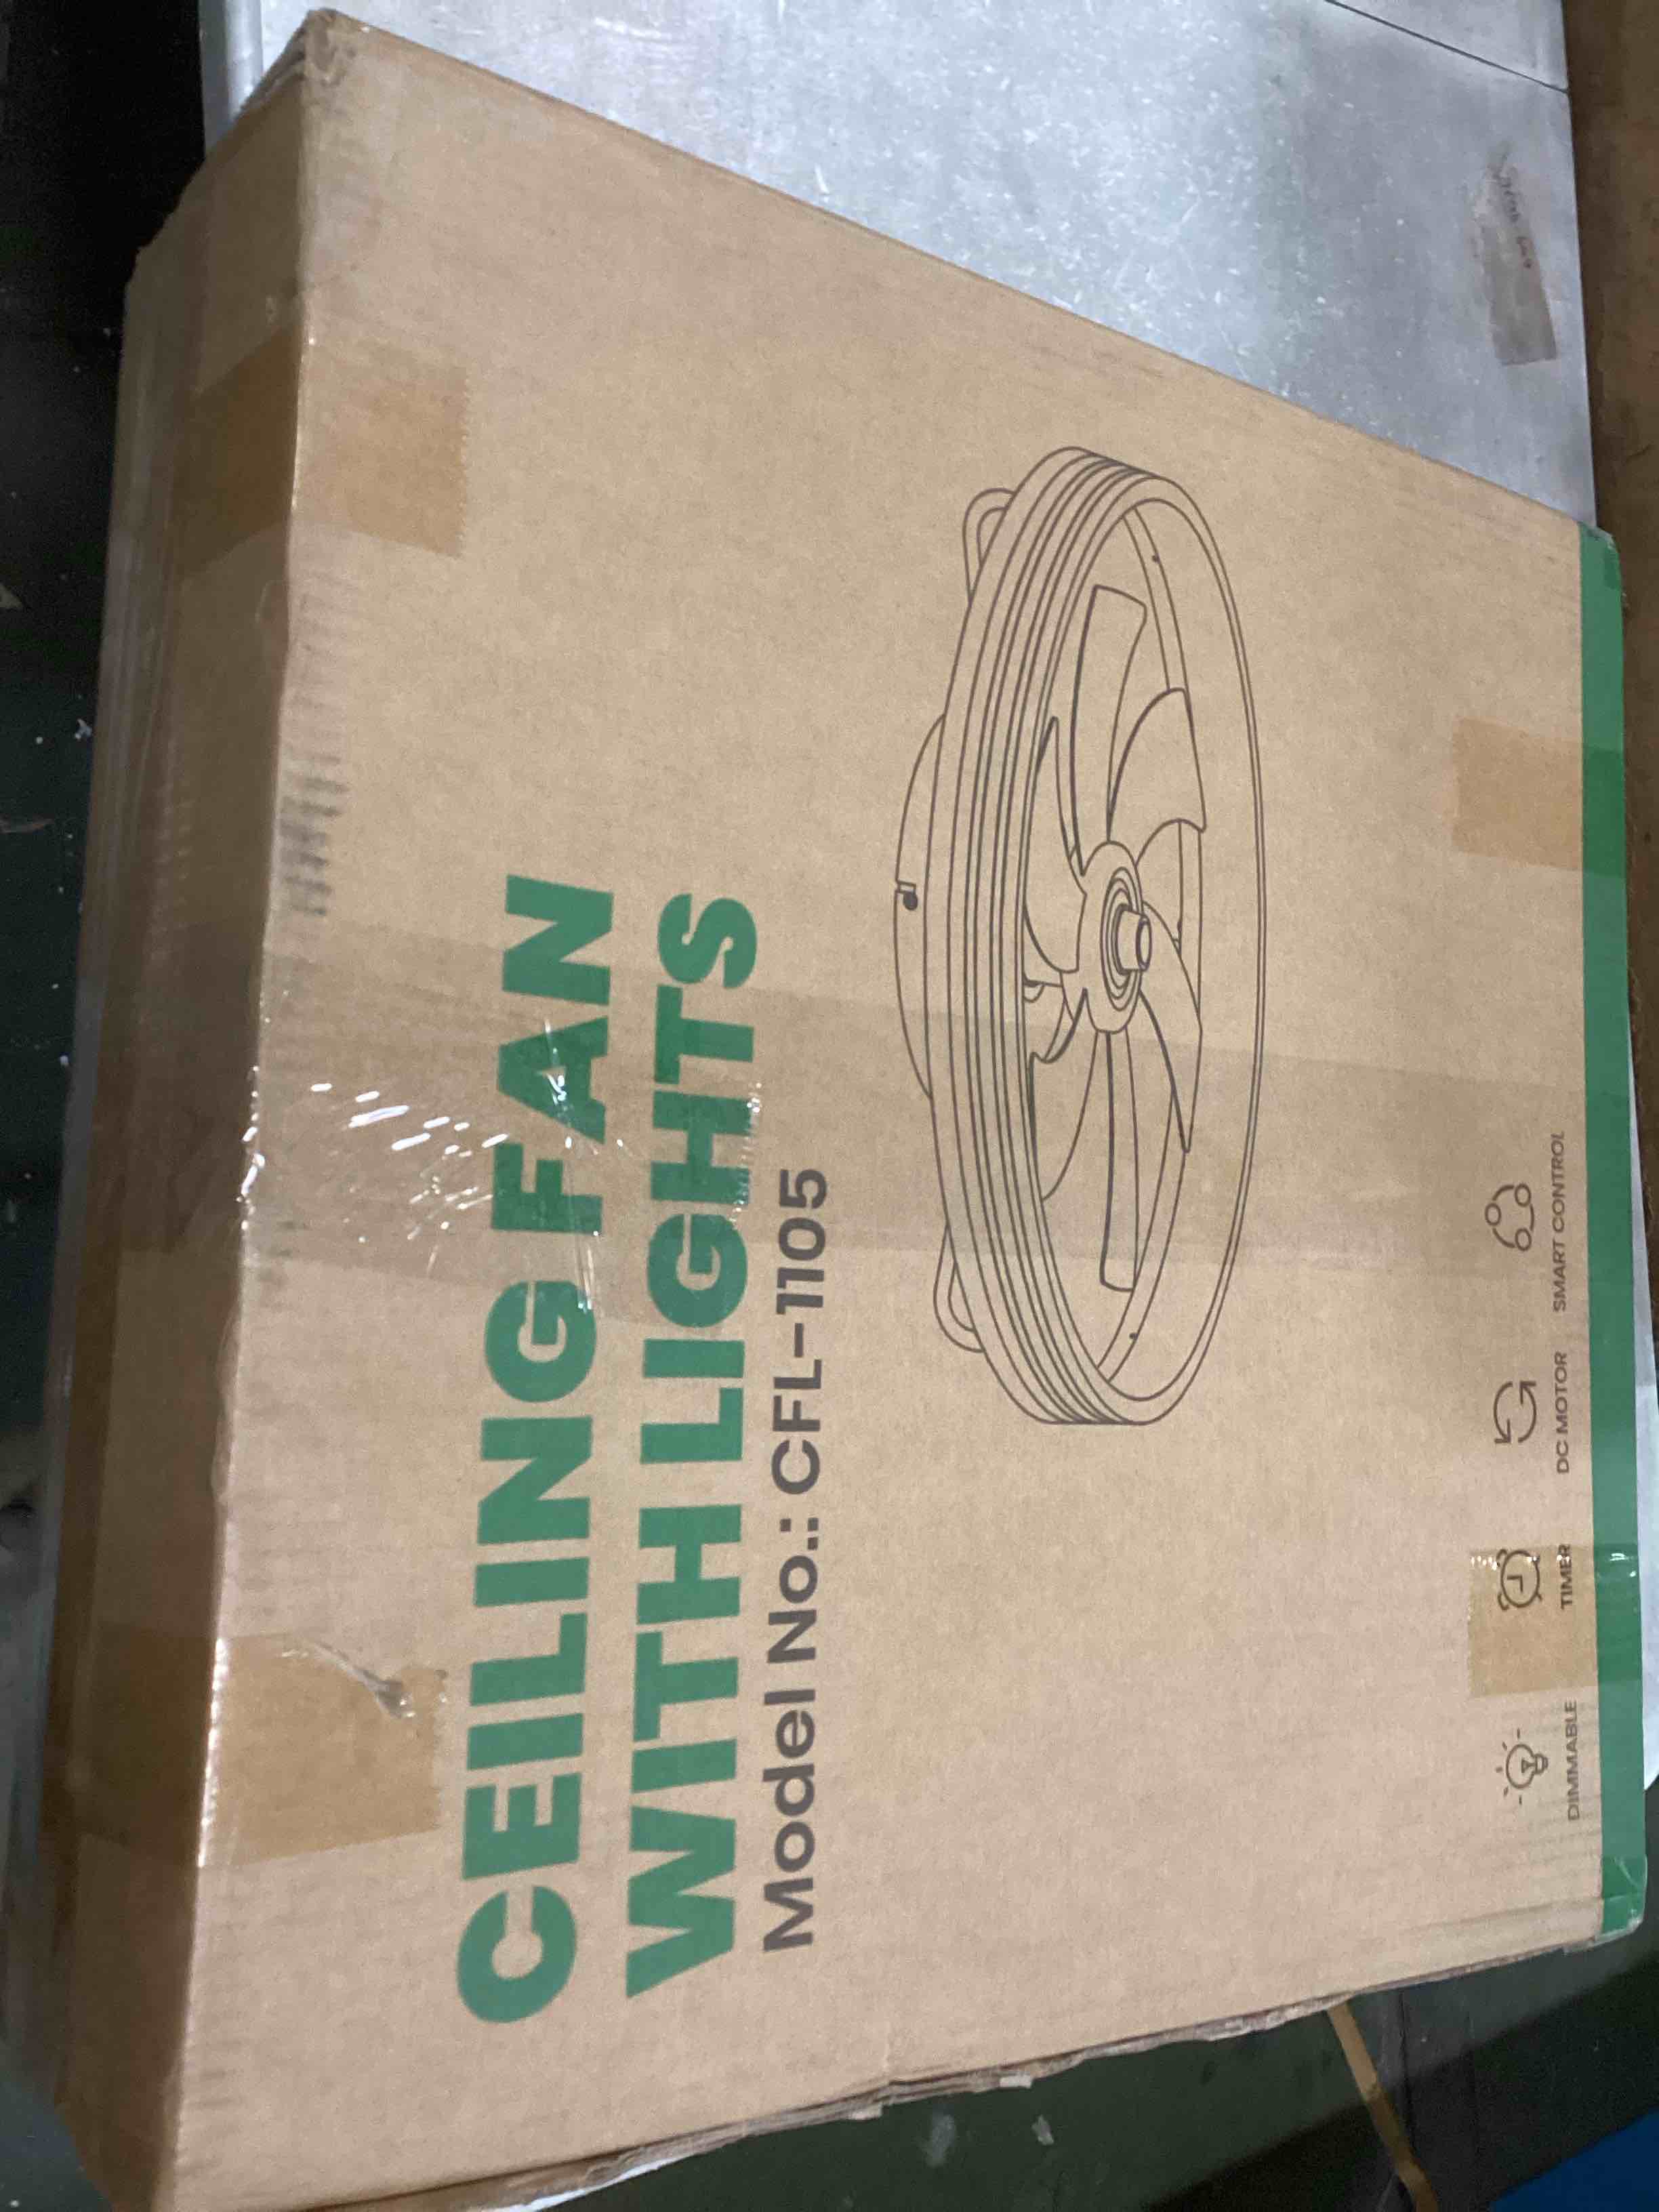 CEILING FAN
WITH LIGHTS
Model No.: CFL-1105
DIMMABLE
TIMER
DC MOTOR
SMART CONTROL